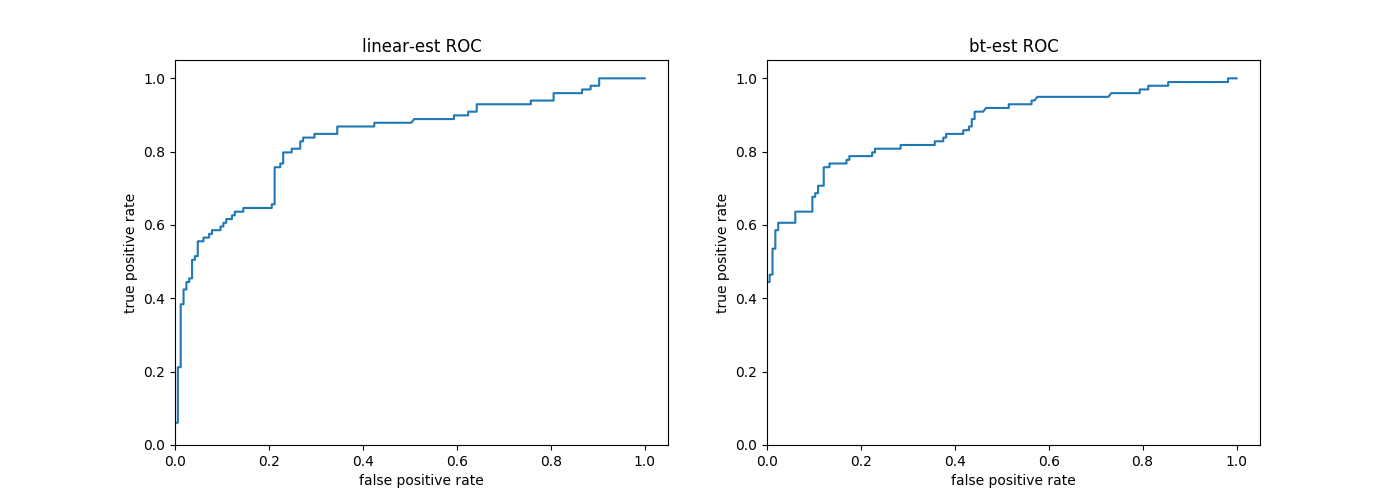 linear-est ROC
1.0
0.8
0.6
0.4
0.2
0.0
true positive rate
0.0 0.2 0.4 0.6 0.8 1.0
false positive rate
bt-est ROC
1.0
0.8
0.6
0.4
0.2
0.0
true positive rate
0.0 0.2 0.4 0.6 0.8 1.0
false positive rate